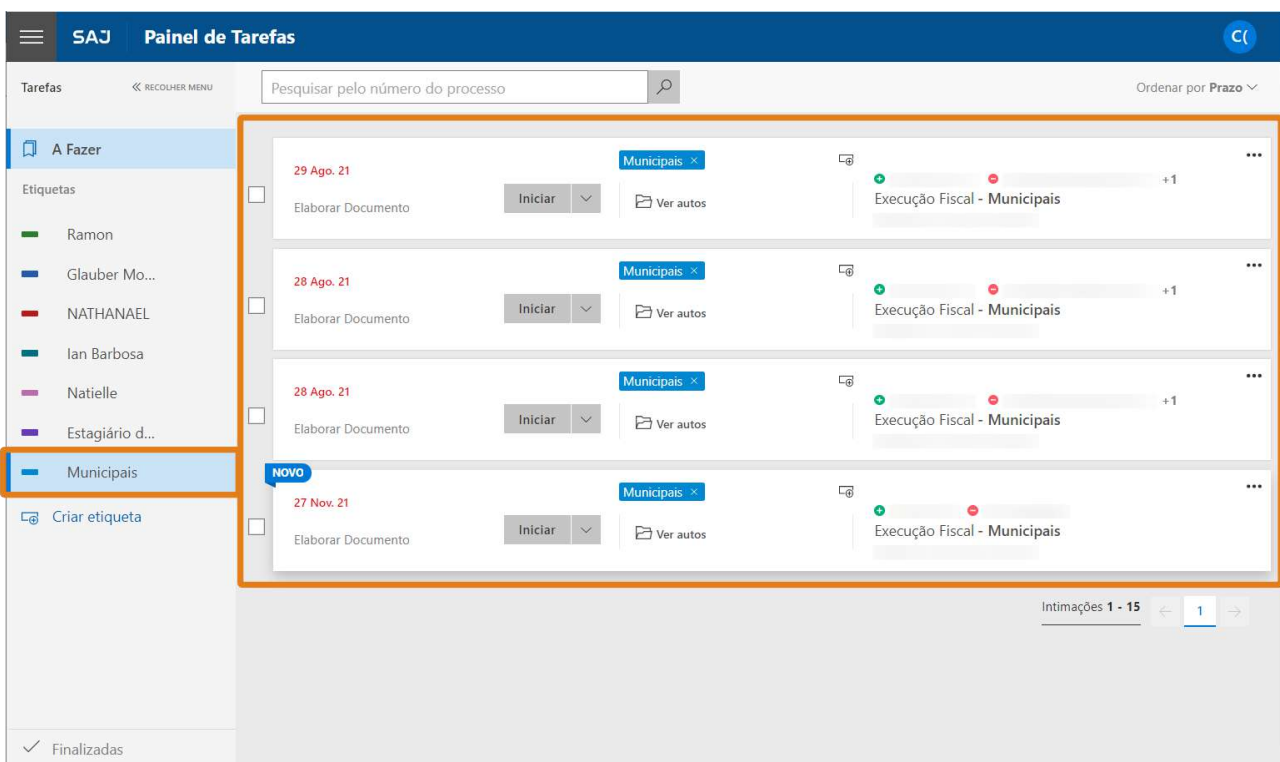 SAJ Painel de Tarefas C(
Tarefas RECOLHER MENU Pesquisar pelo número do processo Ordenar por Prazo
A Fazer
Etiquetas
Ramon
Glauber Mo...
NATHANAEL
Ian Barbosa
Natielle
Estagiário d...
Municipais
Criar etiqueta
Finalizadas
Municipais ×
29 Ago. 21
+1
Elaborar Documento Iniciar Ver autos Execução Fiscal - Municipais
Municipais ×
28 Ago. 21
+1
Elaborar Documento Iniciar Ver autos Execução Fiscal - Municipais
Municipais ×
28 Ago. 21
+1
Elaborar Documento Iniciar Ver autos Execução Fiscal - Municipais
NOVO
Municipais ×
27 Nov. 21
Elaborar Documento Iniciar Ver autos Execução Fiscal - Municipais
Intimações 1 - 15 1